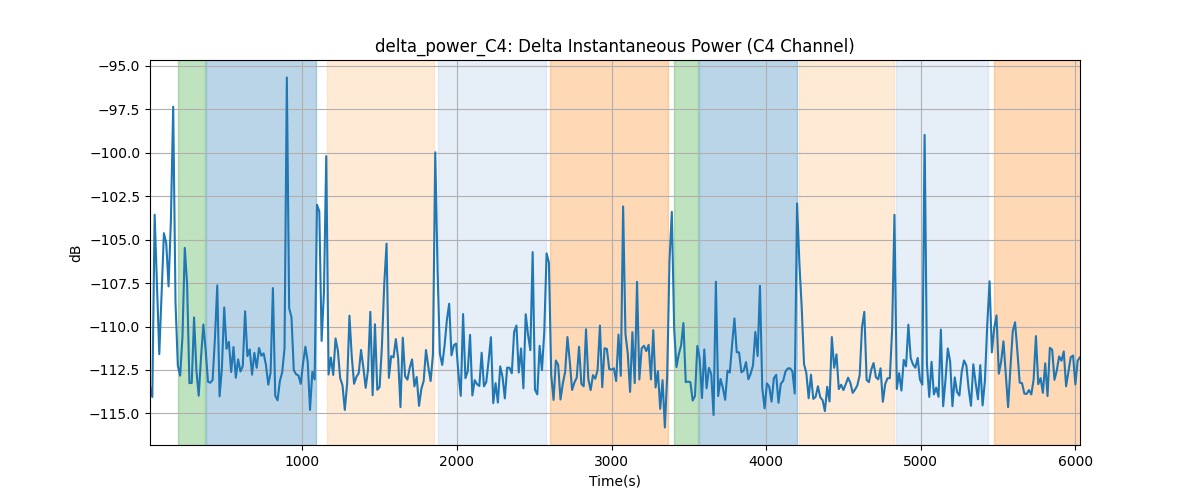 delta_power_C4: Delta Instantaneous Power (C4 Channel)
−95.0
−97.5
−100.0
−102.5
−105.0
−107.5
−110.0
−112.5
−115.0
dB
1000 2000 3000 4000 5000 6000
Time(s)